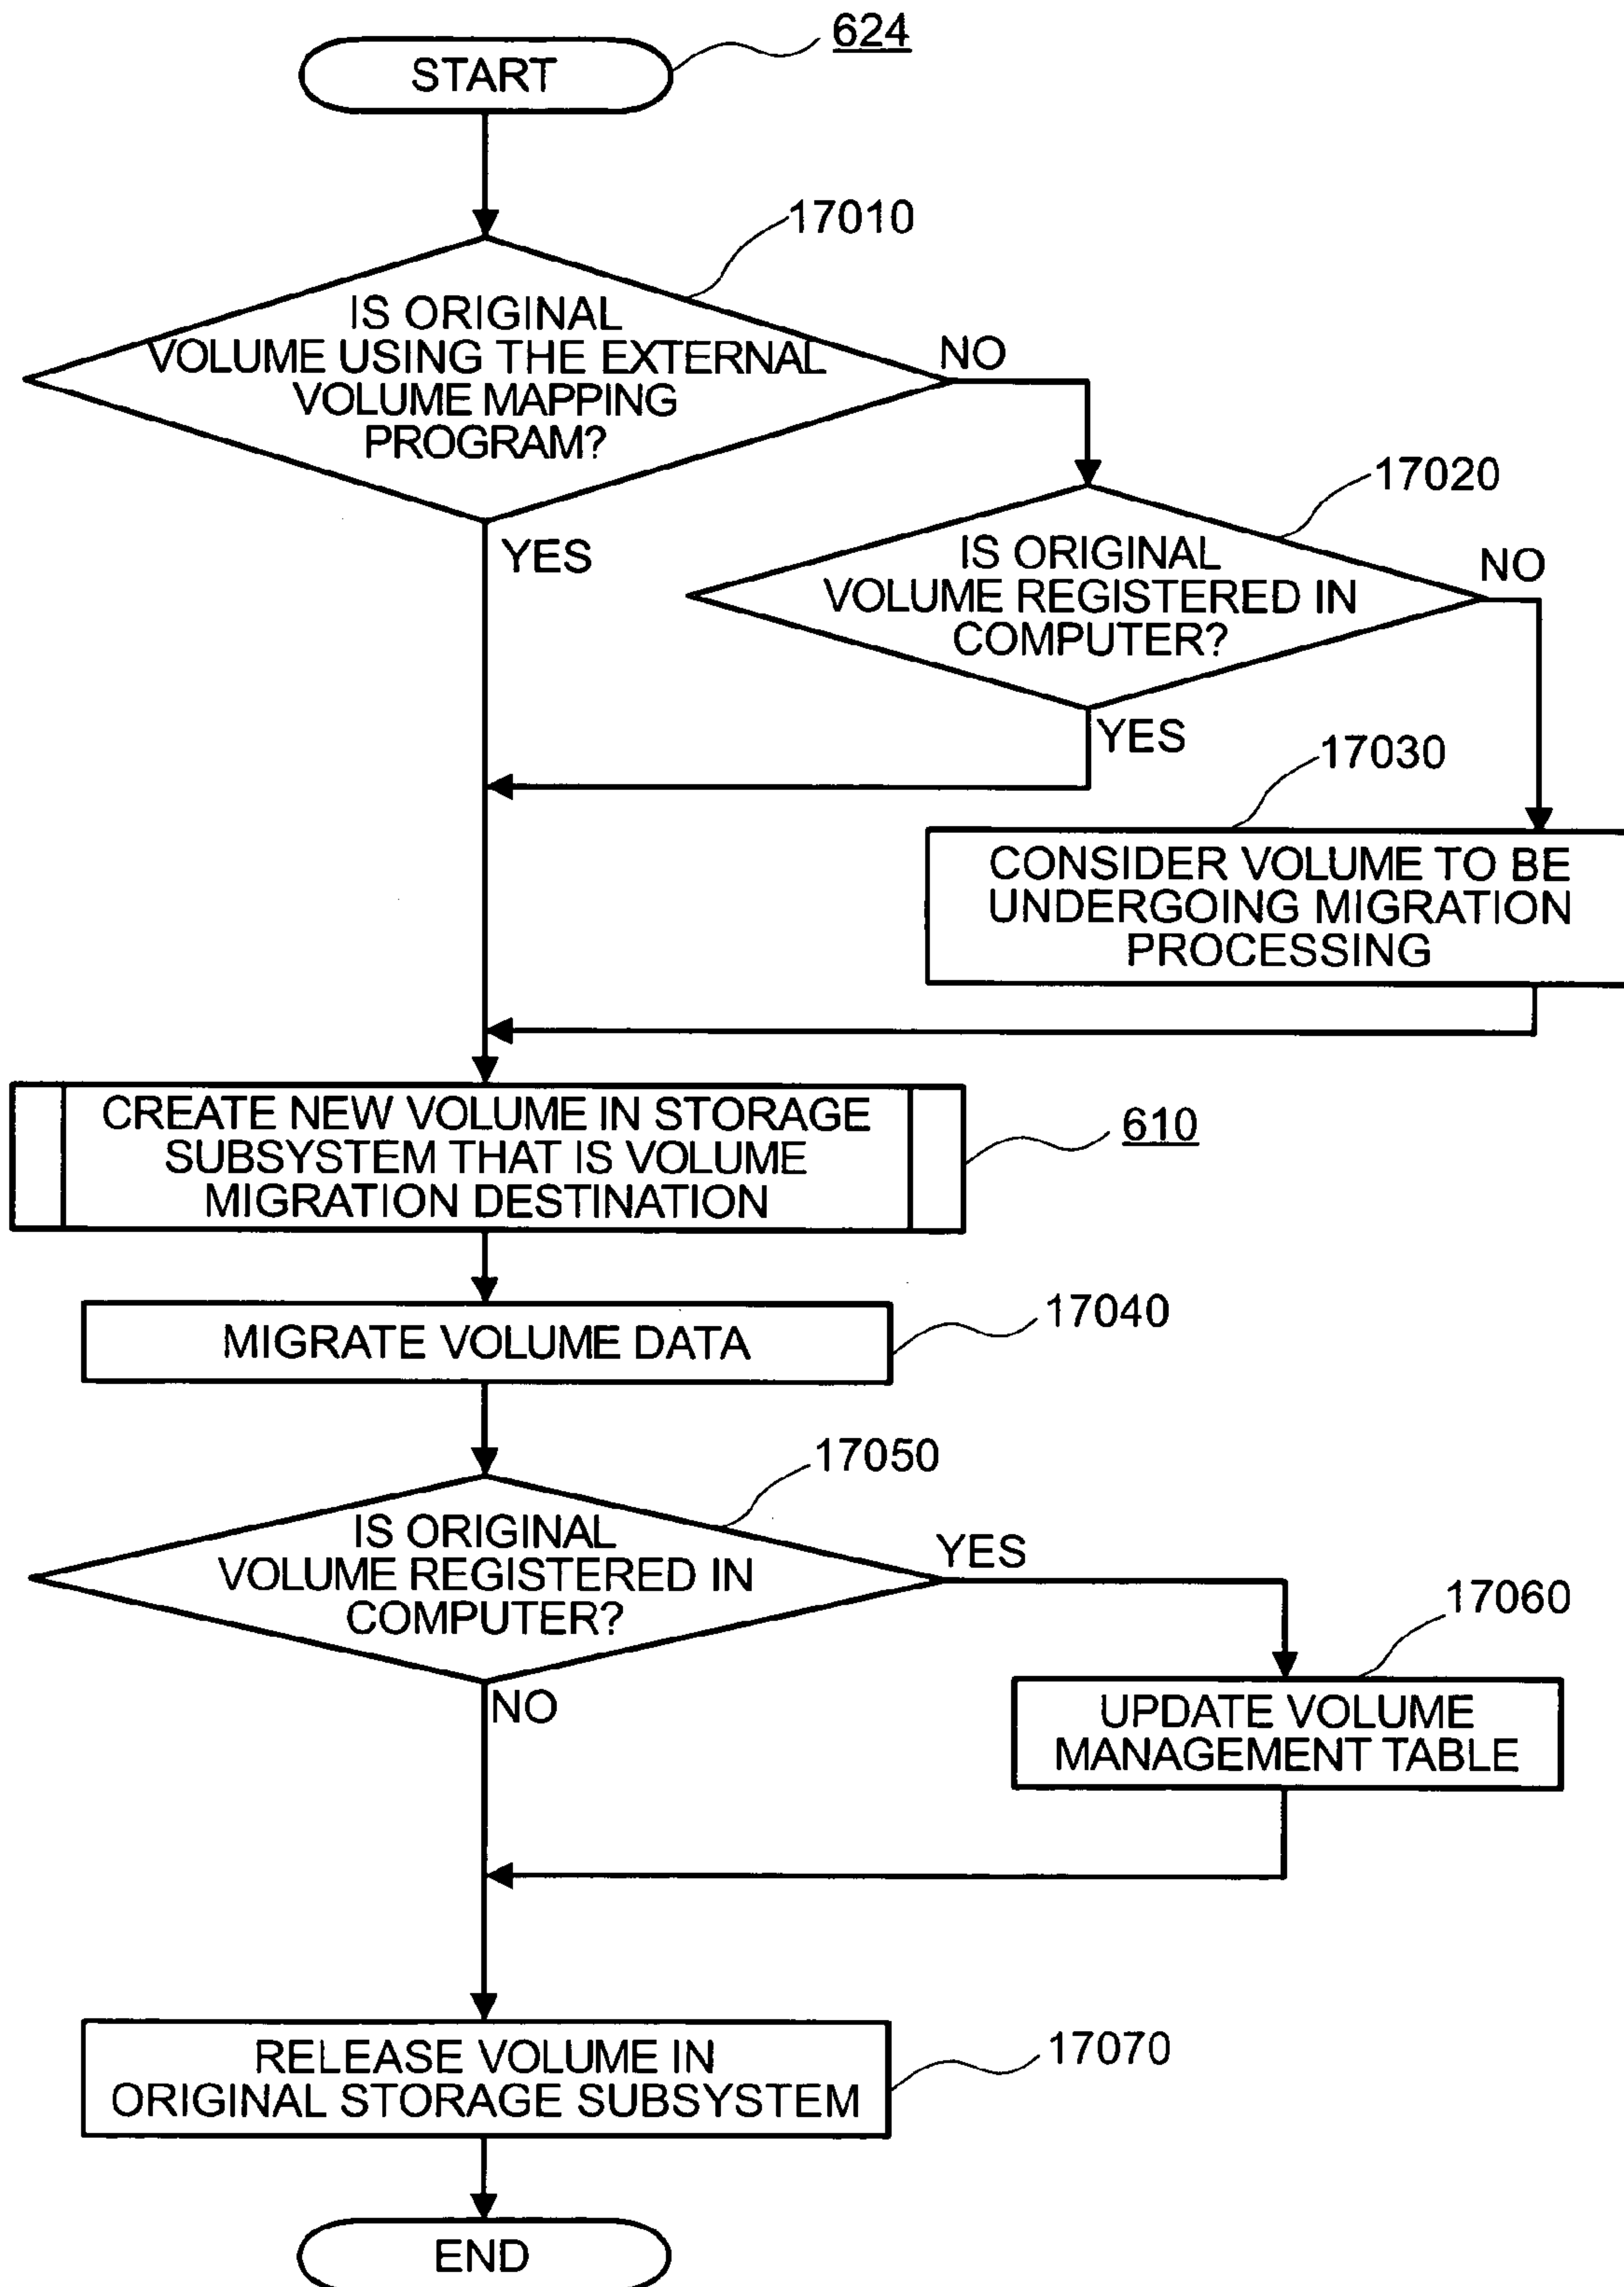 624
START
17010
IS ORIGINAL
VOLUME USING THE EXTERNAL
VOLUME MAPPING
PROGRAM?
NO
YES
17020
IS ORIGINAL
VOLUME REGISTERED IN
COMPUTER?
NO
YES
17030
CONSIDER VOLUME TO BE
UNDERGOING MIGRATION
PROCESSING
CREATE NEW VOLUME IN STORAGE
SUBSYSTEM THAT IS VOLUME
MIGRATION DESTINATION
610
MIGRATE VOLUME DATA
17040
17050
IS ORIGINAL
VOLUME REGISTERED IN
COMPUTER?
YES
NO
17060
UPDATE VOLUME
MANAGEMENT TABLE
RELEASE VOLUME IN
ORIGINAL STORAGE SUBSYSTEM
17070
END